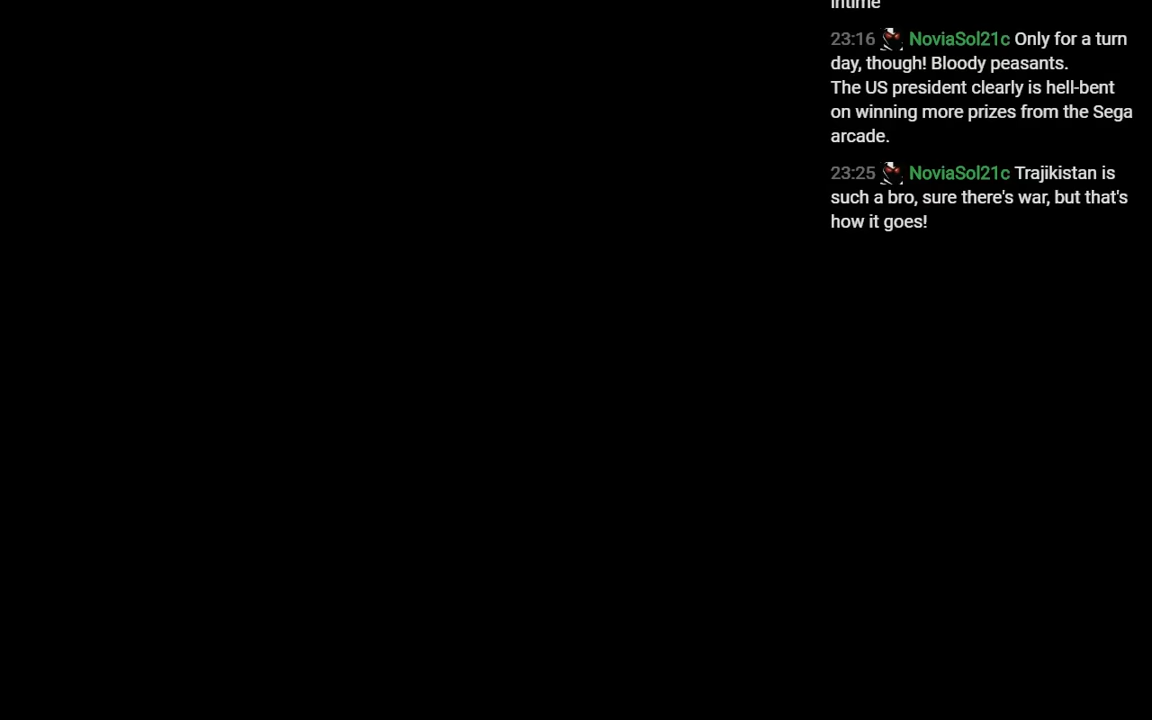 intime
23:16 NoviaSol21c Only for a turn
day, though! Bloody peasants.
The US president clearly is hell-bent
on winning more prizes from the Sega
arcade.
23:25 NoviaSol21c Trajikistan is
such a bro, sure there's war, but that's
how it goes!